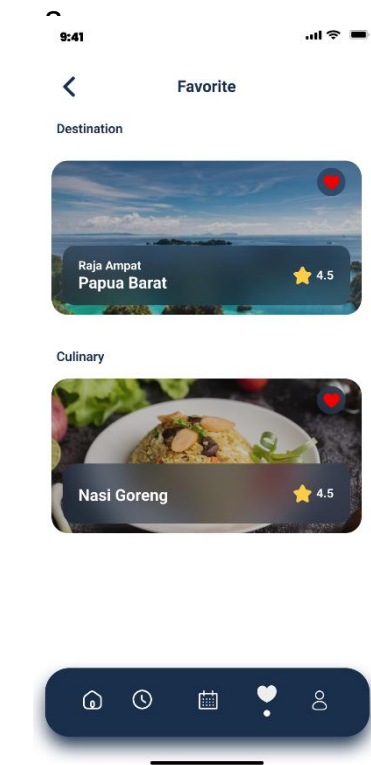 9:41
Favorite
Destination
Raja Ampat
Papua Barat
4.5
Culinary
Nasi Goreng
4.5